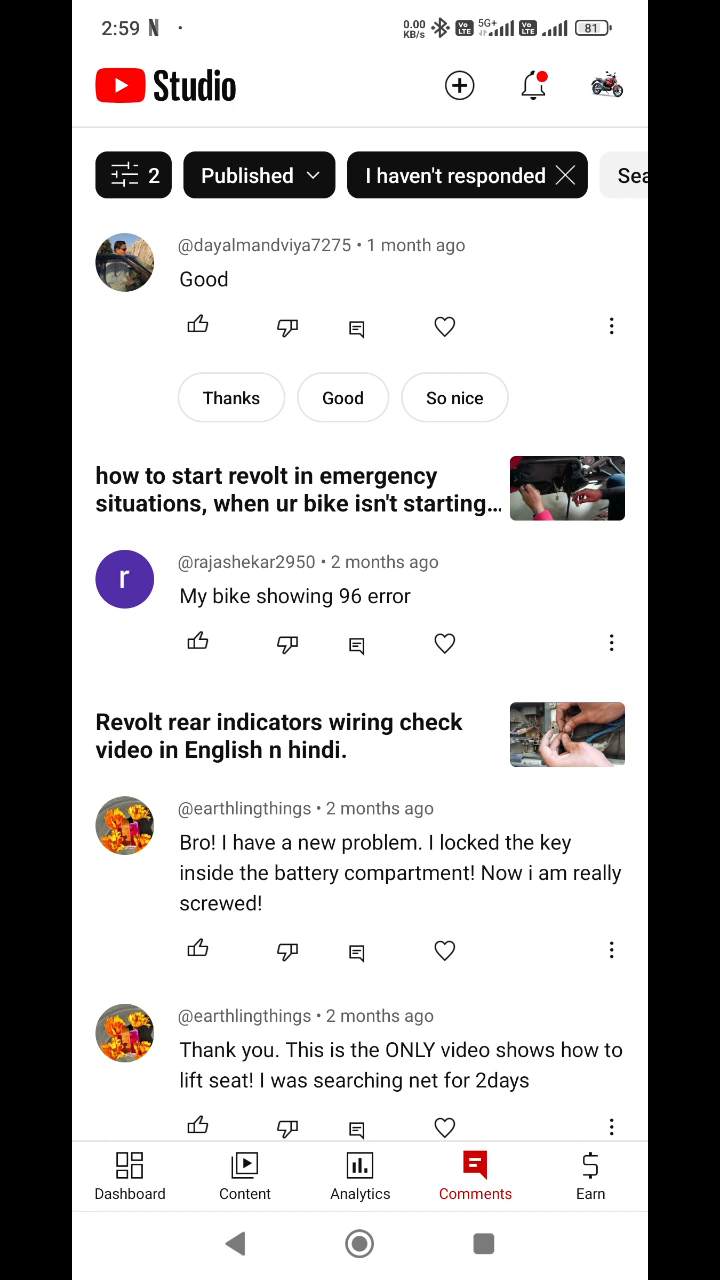 2:59 N ·
0.00 KB/s Vo LTE 5G+ Vo LTE 81
Studio
2 Published I haven't responded Sea
@dayalmandviya7275 • 1 month ago
Good
Thanks Good So nice
how to start revolt in emergency
situations, when ur bike isn't starting...
@rajashekar2950 • 2 months ago
r
My bike showing 96 error
Revolt rear indicators wiring check
video in English n hindi.
@earthlingthings • 2 months ago
Bro! I have a new problem. I locked the key
inside the battery compartment! Now i am really
screwed!
@earthlingthings • 2 months ago
Thank you. This is the ONLY video shows how to
lift seat! I was searching net for 2days
Dashboard Content Analytics Comments Earn